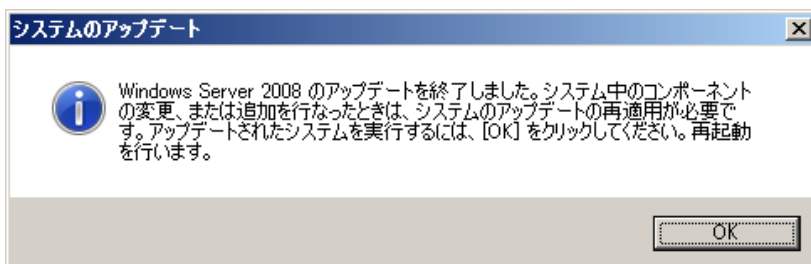 システムのアップデート
Windows Server 2008 のアップデートを終了しました。システム中のコンポーネント
の変更、または追加を行なったときは、システムのアップデートの再適用が必要で
す。アップデートされたシステムを実行するには、[OK] をクリックしてください。再起動
を行います。
OK